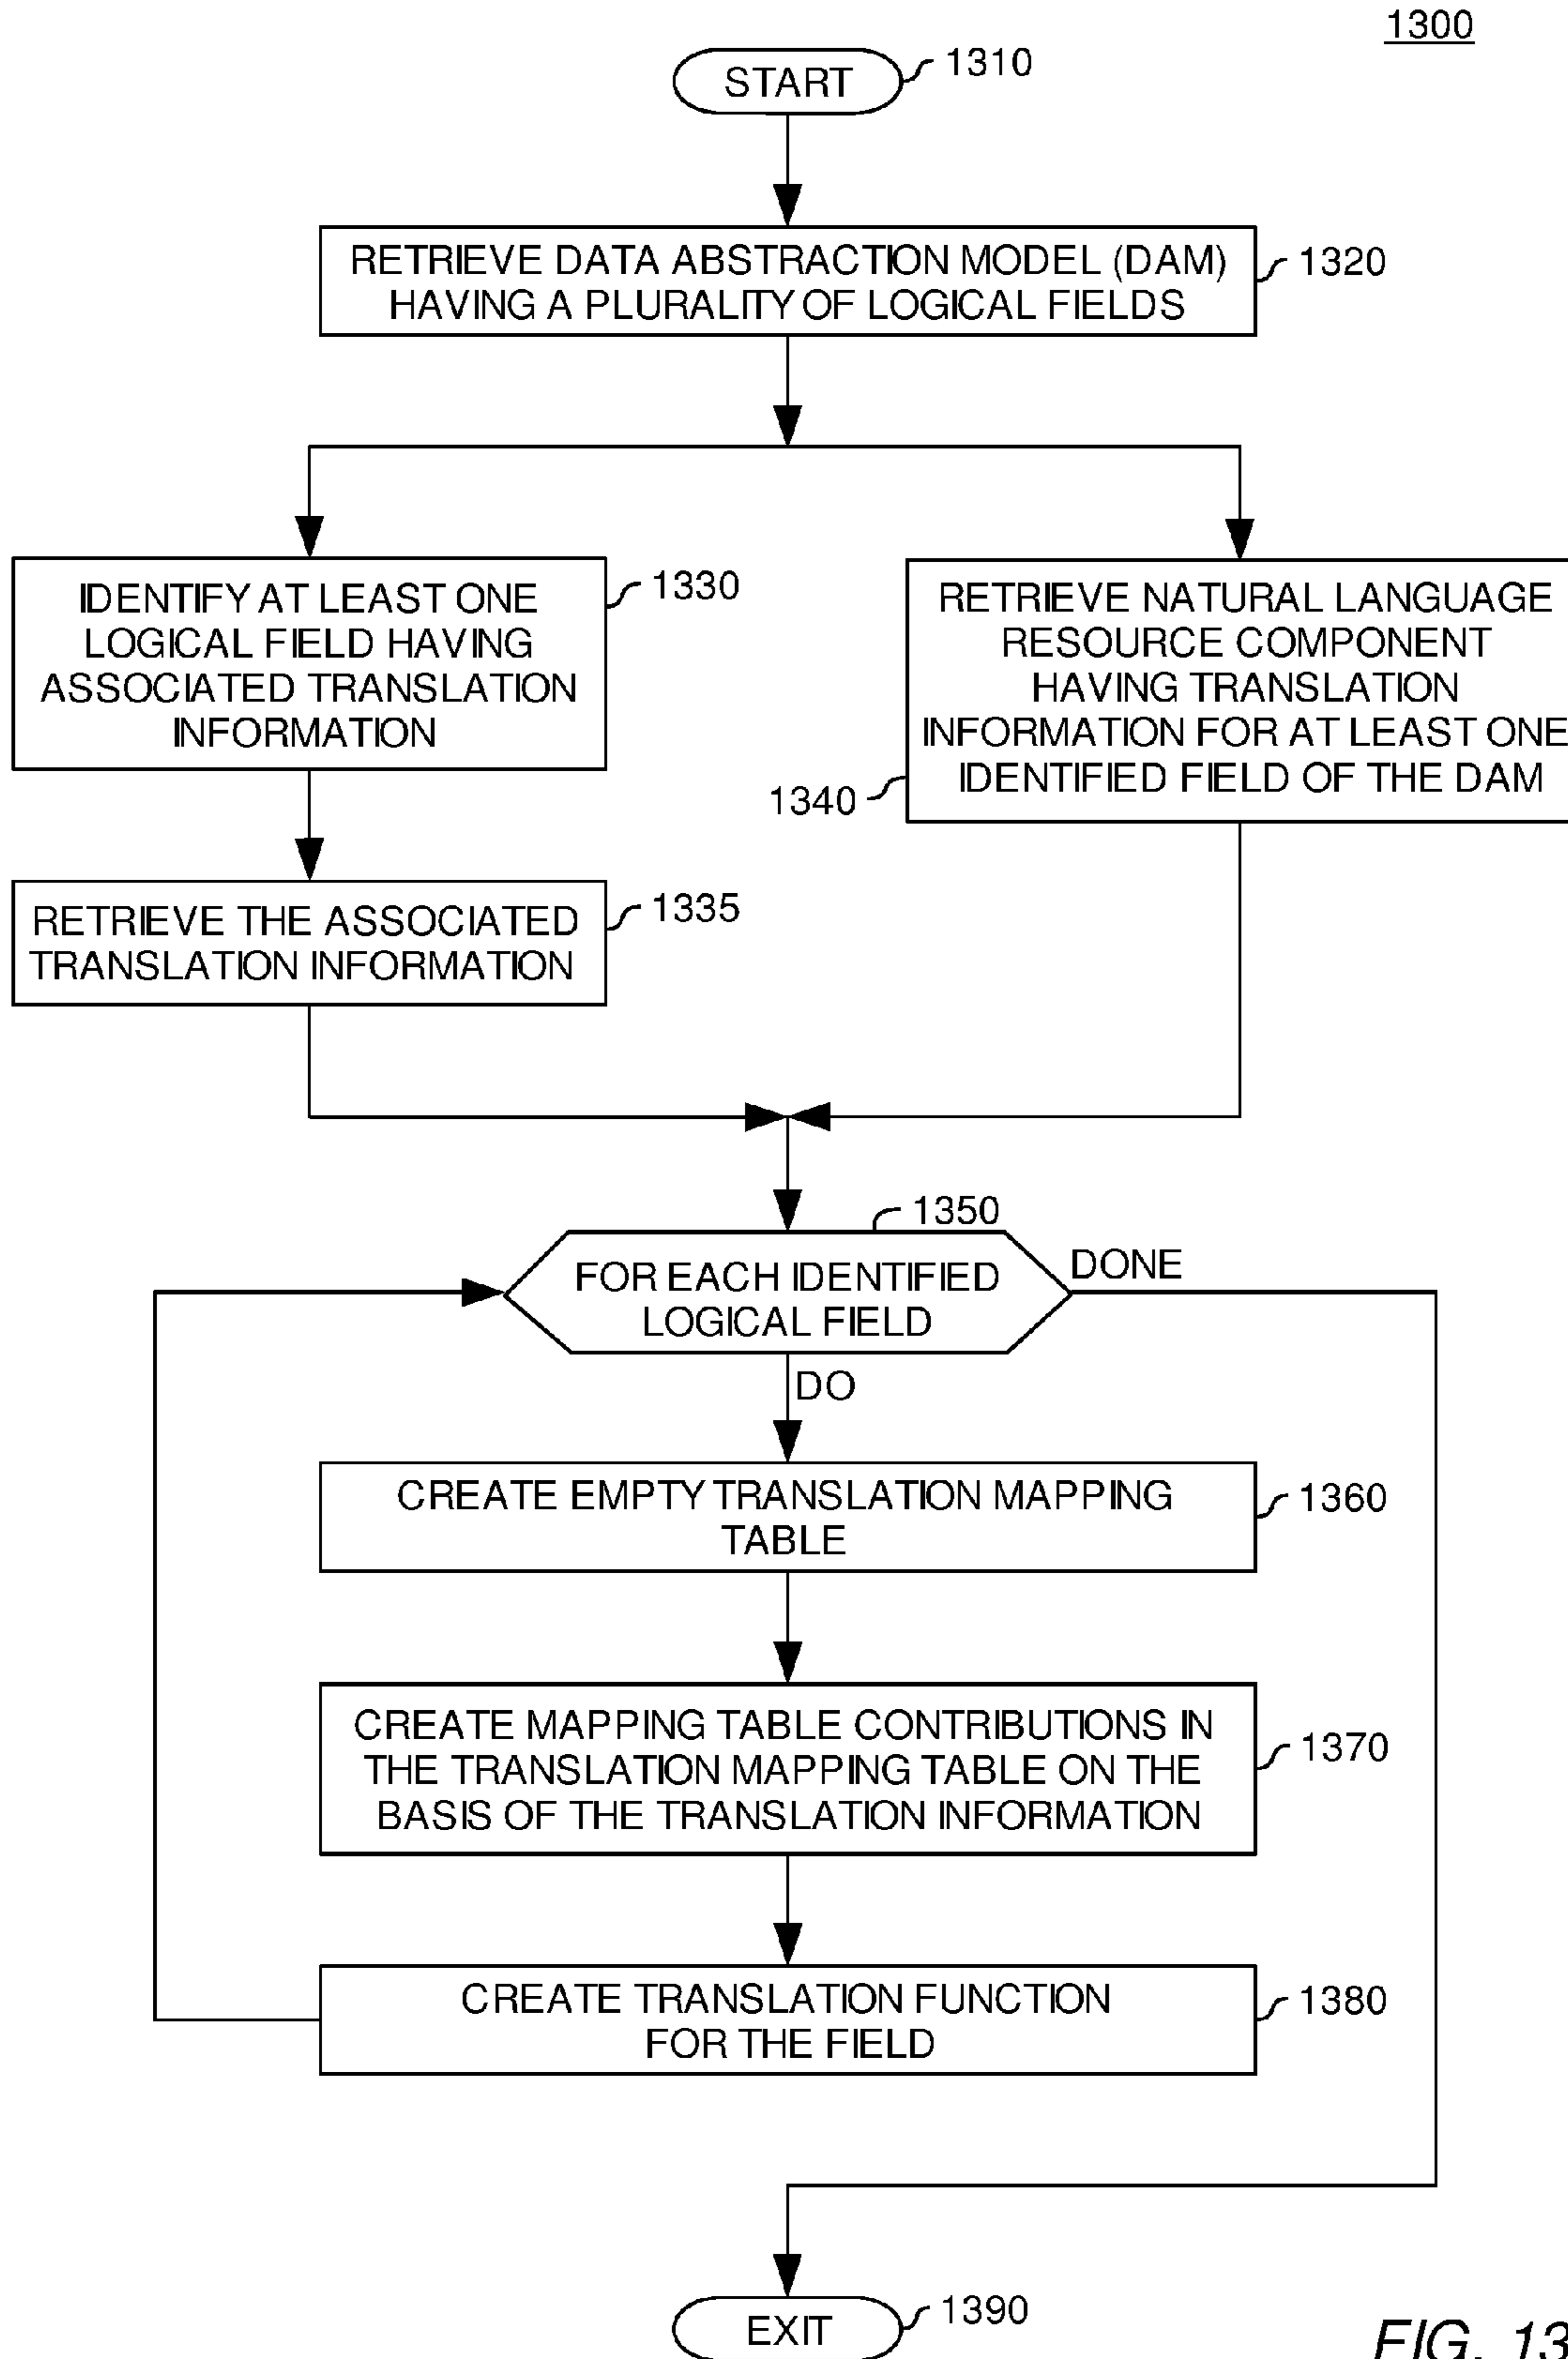 1300
START
1310
RETRIEVE DATA ABSTRACTION MODEL (DAM)
HAVING A PLURALITY OF LOGICAL FIELDS
1320
IDENTIFY AT LEAST ONE
LOGICAL FIELD HAVING
ASSOCIATED TRANSLATION
INFORMATION
1330
RETRIEVE NATURAL LANGUAGE
RESOURCE COMPONENT
HAVING TRANSLATION
INFORMATION FOR AT LEAST ONE
IDENTIFIED FIELD OF THE DAM
1340
RETRIEVE THE ASSOCIATED
TRANSLATION INFORMATION
1335
1350
FOR EACH IDENTIFIED
LOGICAL FIELD
DONE
DO
CREATE EMPTY TRANSLATION MAPPING
TABLE
1360
CREATE MAPPING TABLE CONTRIBUTIONS IN
THE TRANSLATION MAPPING TABLE ON THE
BASIS OF THE TRANSLATION INFORMATION
1370
CREATE TRANSLATION FUNCTION
FOR THE FIELD
1380
EXIT
1390
FIG. 13